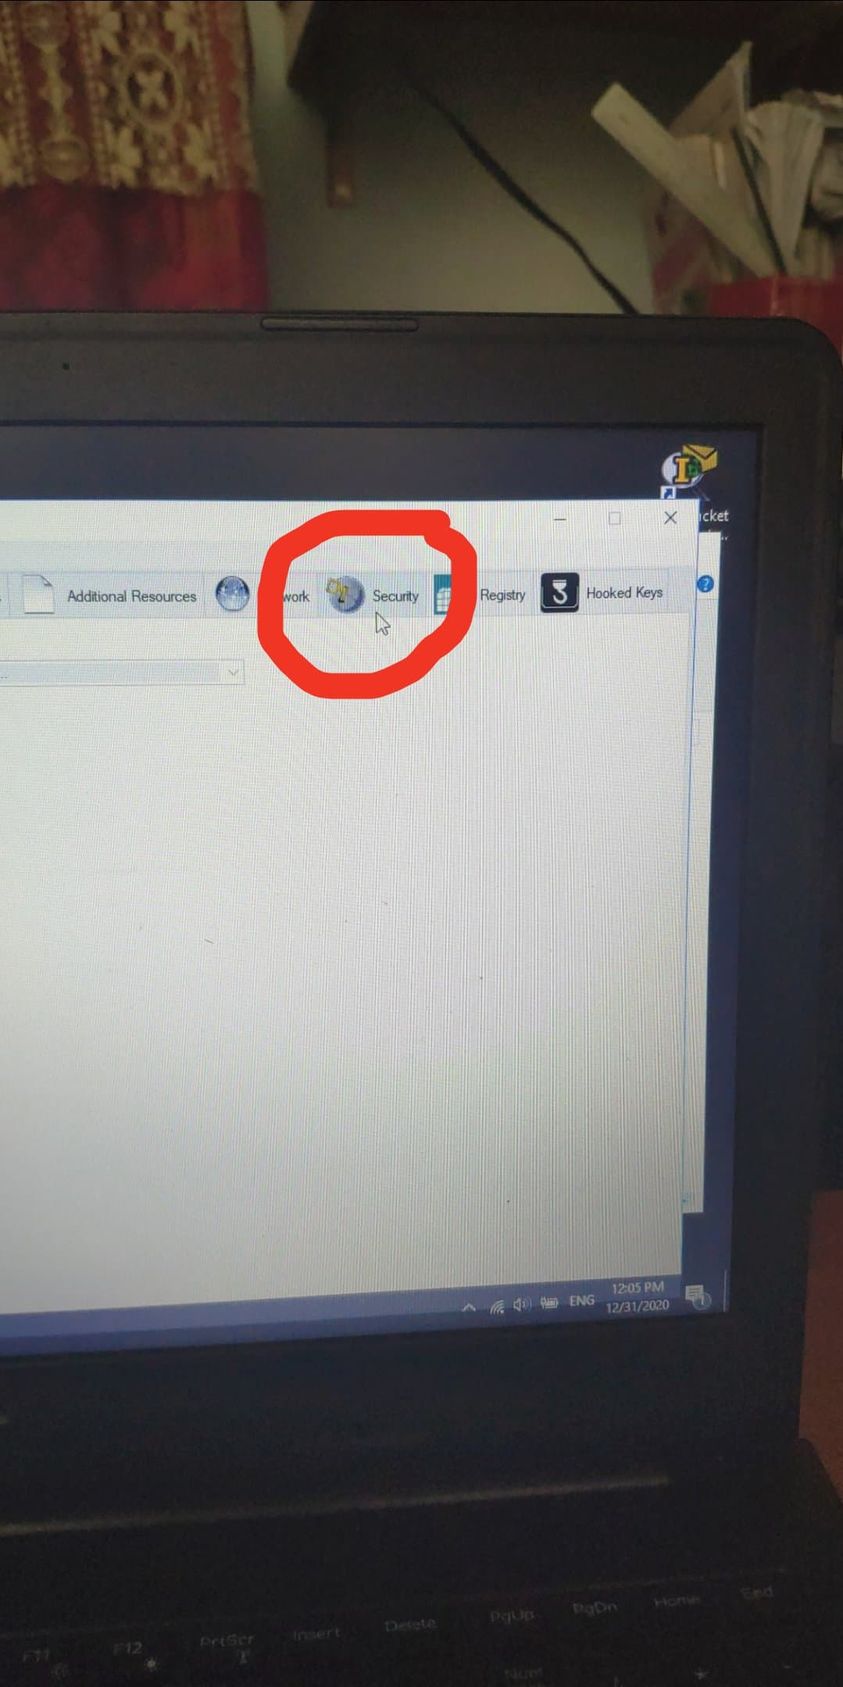 cket
..
Additional Resources work Security Registry Hooked Keys
...
12:05 PM
ENG
12/31/2020
1
F11 F12 PrtScr Insert Delete PgUp PgDn Home End
Num